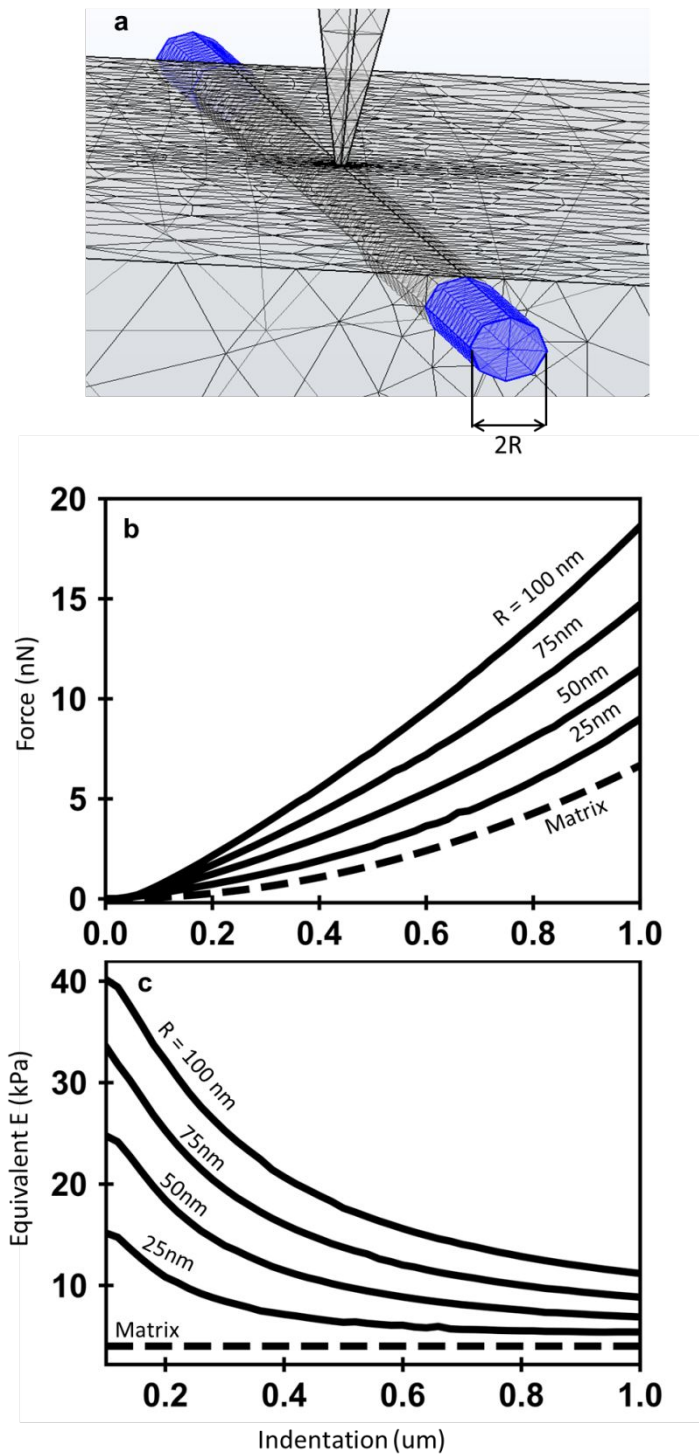 a
2R
20
b
15
10
5
0
Force (nN)
R = 100 nm
75nm
50nm
25nm
Matrix
0.0 0.2 0.4 0.6 0.8 1.0
c
40
30
20
10
Equivalent E (kPa)
R = 100 nm
75nm
50nm
25nm
Matrix
0.2 0.4 0.6 0.8 1.0
Indentation (um)